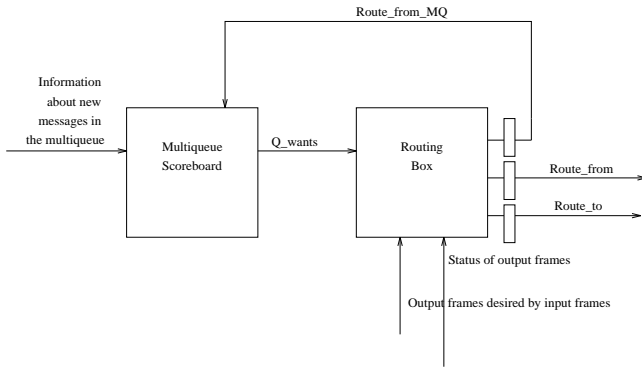 Route_from_MQ
Information
about new
messages in
the multiqueue
Multiqueue
Scoreboard
Q_wants
Routing
Box
Route_from
Route_to
Status of output frames
Output frames desired by input frames